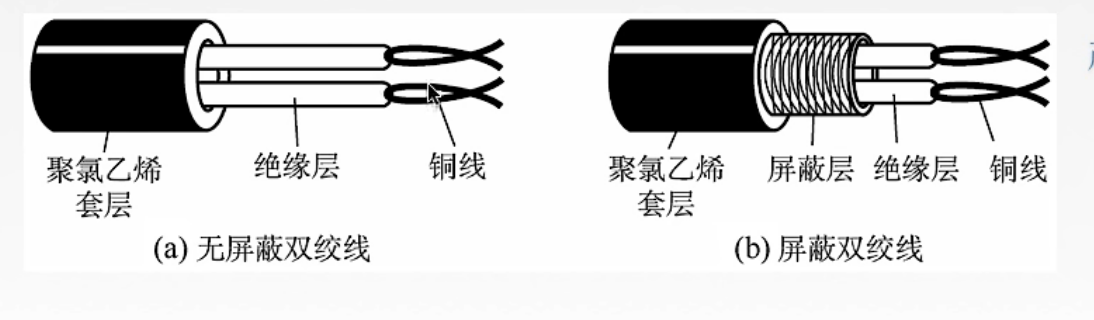 聚氯乙烯
套层
绝缘层
铜线
(a) 无屏蔽双绞线
聚氯乙烯
套层
屏蔽层
绝缘层
铜线
(b) 屏蔽双绞线